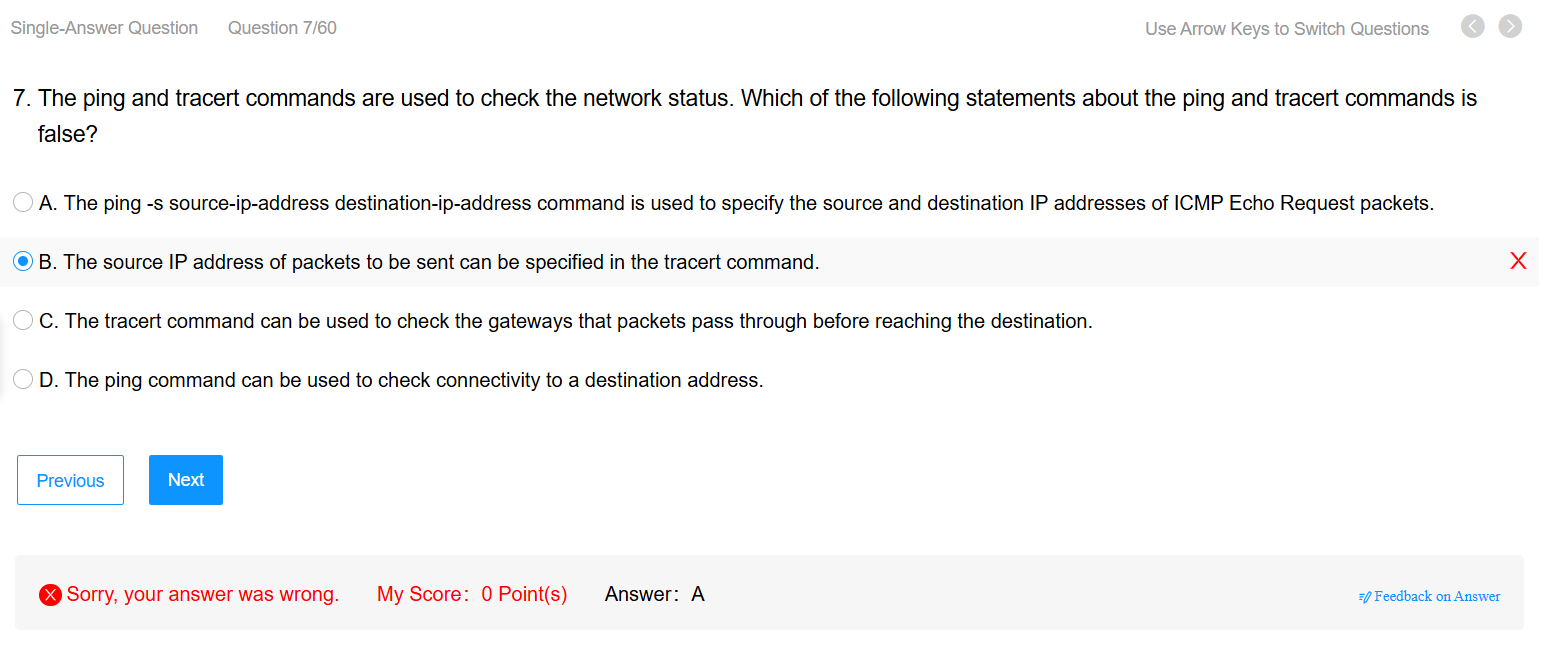 Single-Answer Question Question 7/60 Use Arrow Keys to Switch Questions
7. The ping and tracert commands are used to check the network status. Which of the following statements about the ping and tracert commands is
false?
A. The ping -s source-ip-address destination-ip-address command is used to specify the source and destination IP addresses of ICMP Echo Request packets.
B. The source IP address of packets to be sent can be specified in the tracert command. X
C. The tracert command can be used to check the gateways that packets pass through before reaching the destination.
D. The ping command can be used to check connectivity to a destination address.
Previous Next
Sorry, your answer was wrong. My Score: 0 Point(s) Answer: A Feedback on Answer